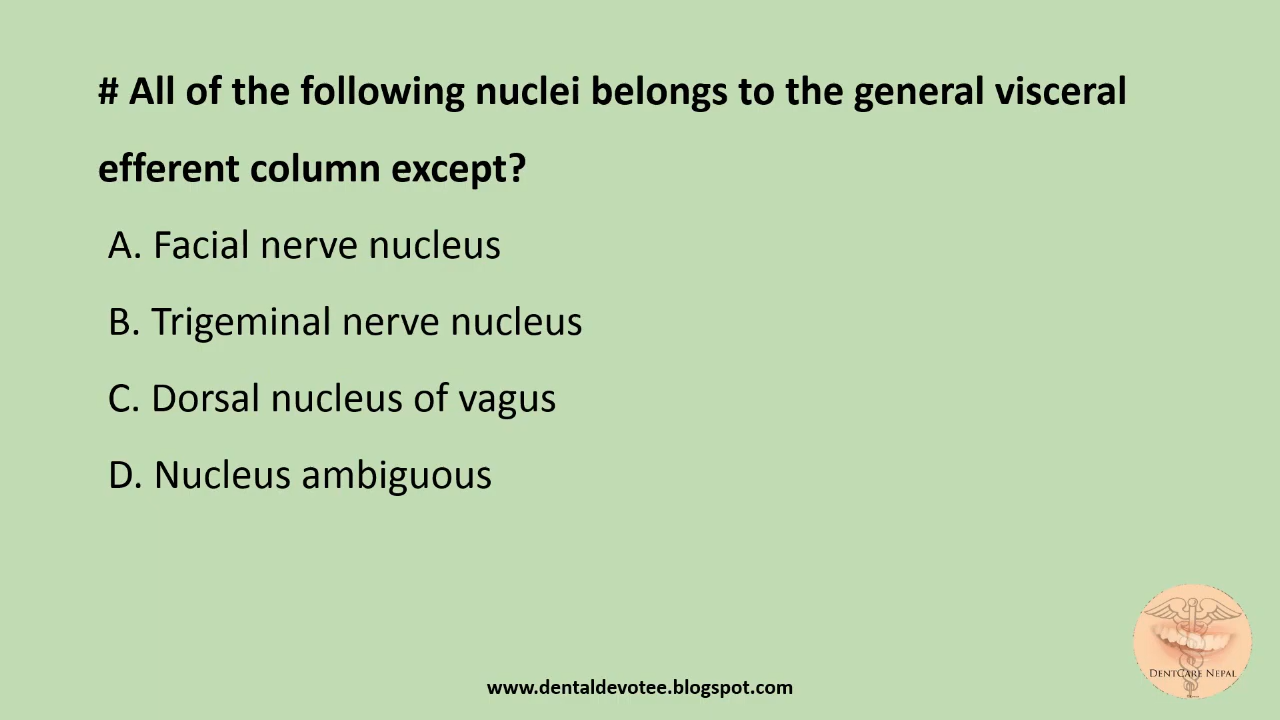 # All of the following nuclei belongs to the general visceral
efferent column except?
A. Facial nerve nucleus
B. Trigeminal nerve nucleus
C. Dorsal nucleus of vagus
D. Nucleus ambiguous
DentCare Nepal
www.dentaldevotee.blogspot.com